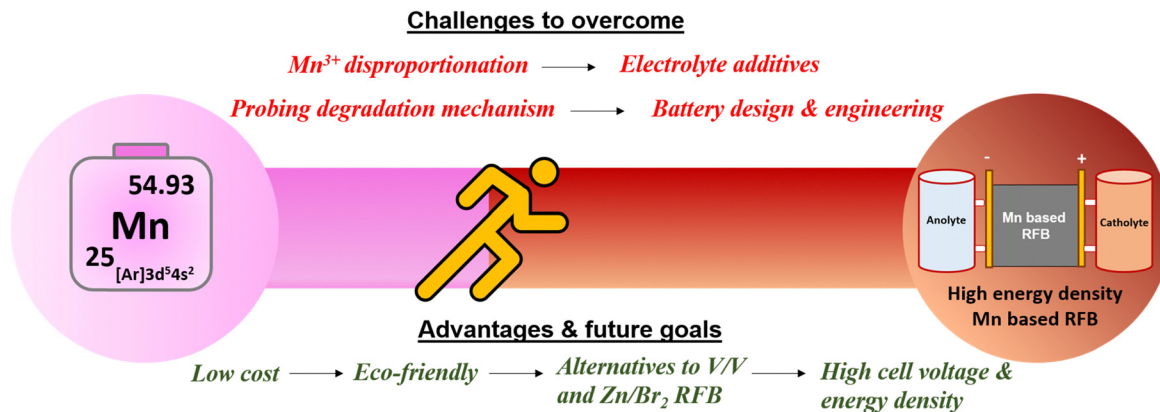 Challenges to overcome
Mn³⁺ disproportionation → Electrolyte additives
Probing degradation mechanism → Battery design & engineering
54.93
Mn
25
[Ar]3d⁵4s²
- +
Anolyte
Mn based
RFB
Catholyte
High energy density
Mn based RFB
Advantages & future goals
Low cost → Eco-friendly → Alternatives to V/V
and Zn/Br₂ RFB → High cell voltage &
energy density